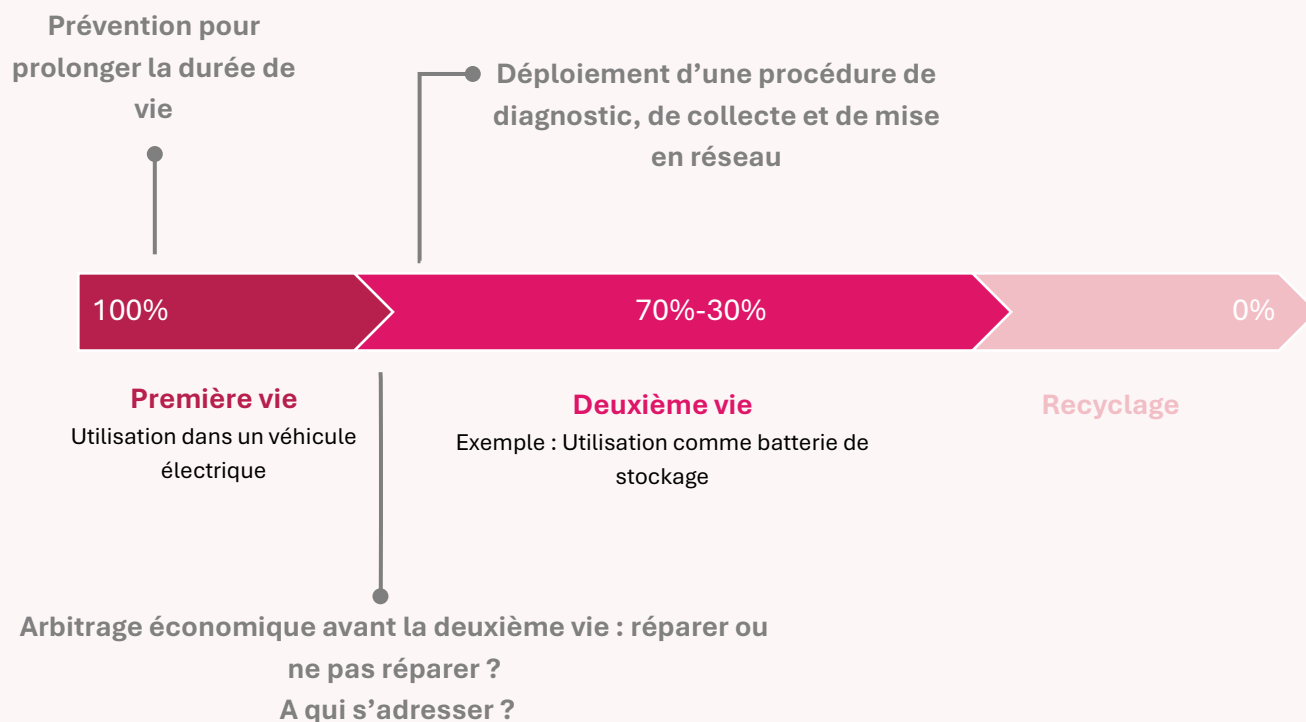 Prévention pour
prolonger la durée de
vie
Déploiement d’une procédure de
diagnostic, de collecte et de mise
en réseau
100%
70%-30%
0%
Première vie
Utilisation dans un véhicule
électrique
Deuxième vie
Exemple : Utilisation comme batterie de
stockage
Recyclage
Arbitrage économique avant la deuxième vie : réparer ou
ne pas réparer ?
A qui s’adresser ?